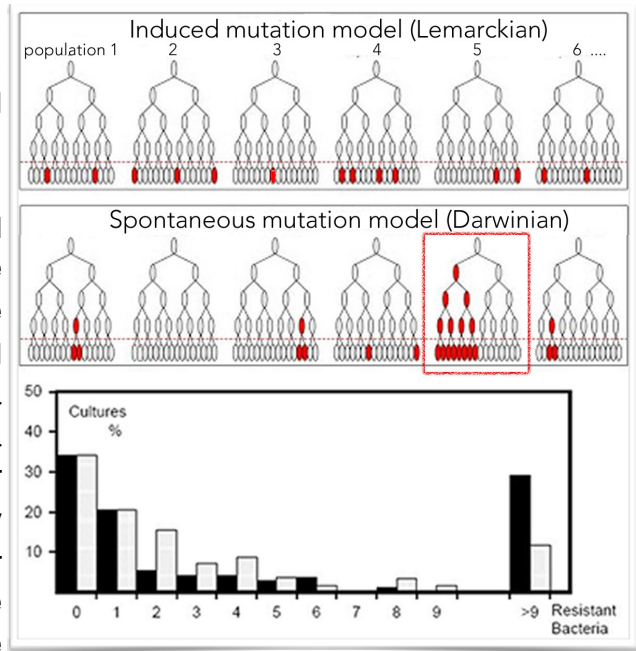 Induced mutation model (Lemarckian)
population 1 2 3 4 5 6 ....
Spontaneous mutation model (Darwinian)
50
Cultures
%
40
30
20
10
0 1 2 3 4 5 6 7 8 9 >9 Resistant
Bacteria